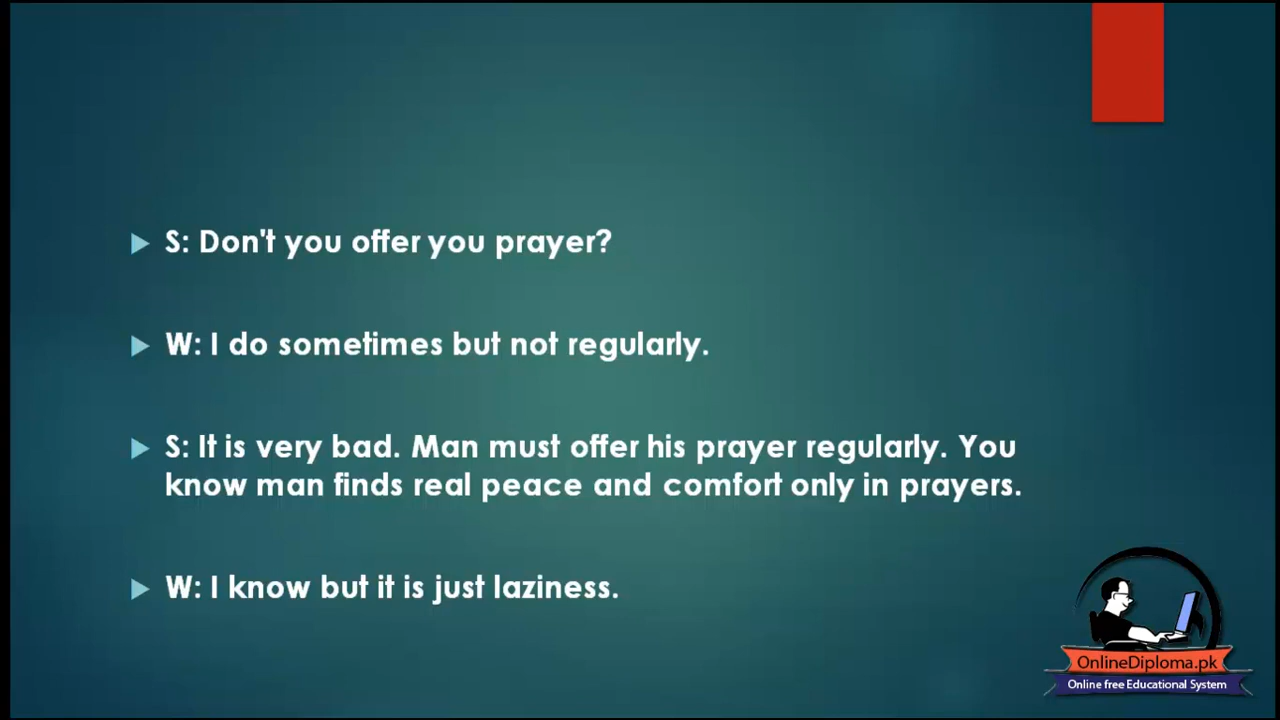 S: Don't you offer you prayer?
W: I do sometimes but not regularly.
S: It is very bad. Man must offer his prayer regularly. You
know man finds real peace and comfort only in prayers.
W: I know but it is just laziness.
OnlineDiploma.pk
Online free Educational System